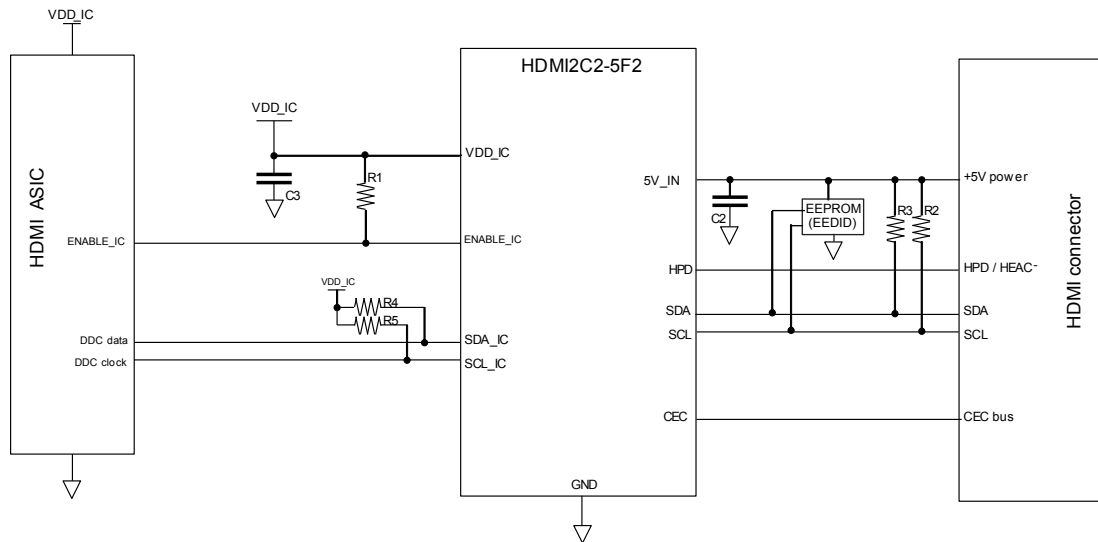 VDD_IC
HDMI2C2-5F2
VDD_IC
VDD_IC
R1
C3
5V_IN
+5V power
C2
EEPROM
(EEDID)
R3
R2
HDMI ASIC
ENABLE_IC
ENABLE_IC
HPD
HPD / HEAC-
HDMI connector
VDD_IC
R4
R5
SDA
SDA
SCL
SCL
DDC data
SDA_IC
DDC clock
SCL_IC
CEC
CEC bus
GND